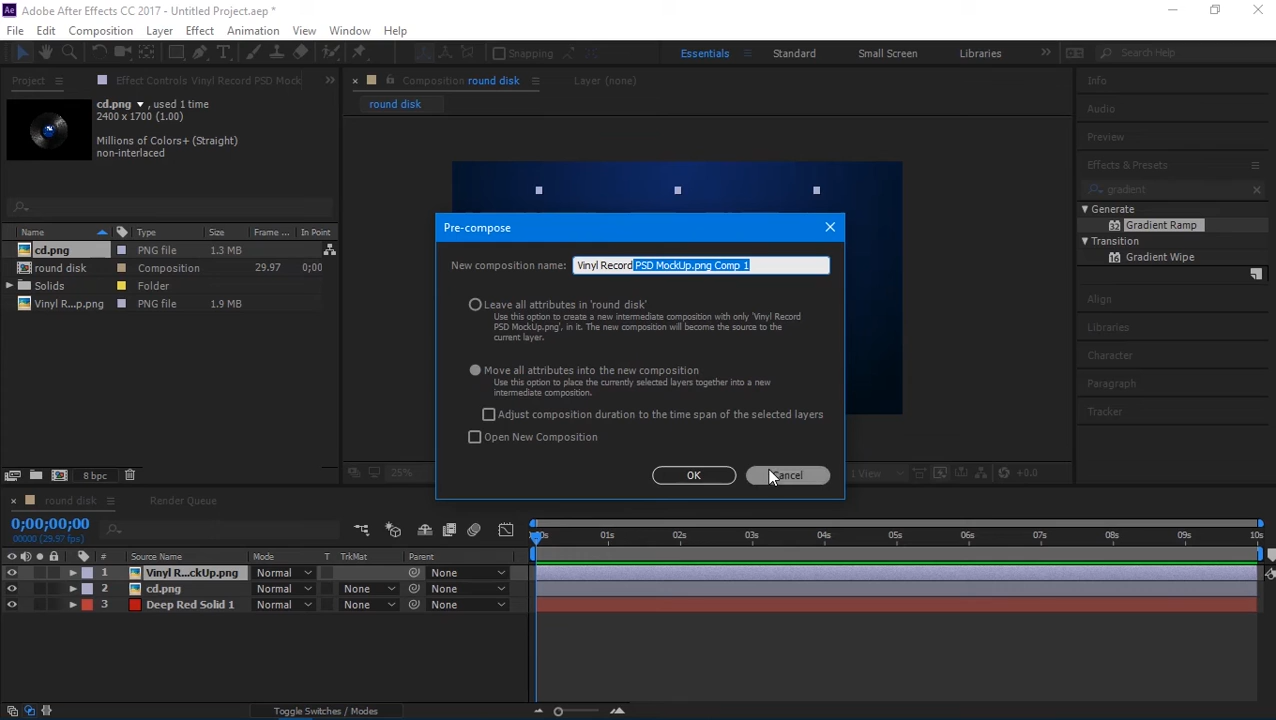 Adobe After Effects CC 2017 - Untitled Project.aep *
File Edit Composition Layer Effect Animation View Window Help
Snapping Essentials Standard Small Screen Libraries Search Help
Project Effect Controls Vinyl Record PSD Mock Composition round disk Layer (none) Info
cd.png , used 1 time round disk
2400 x 1700 (1.00)
Audio
Millions of Colors+ (Straight) Preview
non-interlaced
Effects & Presets
gradient
Generate
Gradient Ramp
Transition
Gradient Wipe
Name Type Size Frame ... In Point
cd.png PNG file 1.3 MB
round disk Composition 29.97 0;00
Solids Folder
Vinyl R...p.png PNG file 1.9 MB
Align
Libraries
Character
Paragraph
Tracker
Pre-compose
New composition name: Vinyl Record PSD MockUp.png Comp 1
Leave all attributes in 'round disk'
Use this option to create a new intermediate composition with only 'Vinyl Record
PSD MockUp.png', in it. The new composition will become the source to the
current layer.
Move all attributes into the new composition
Use this option to place the currently selected layers together into a new
intermediate composition.
Adjust composition duration to the time span of the selected layers
Open New Composition
OK Cancel
8 bpc 25% 1 View +0.0
round disk Render Queue
0;00;00;00
00000 (29.97 fps)
01s 02s 03s 04s 05s 06s 07s 08s 09s 10s
# Source Name Mode T TrkMat Parent
1 Vinyl R...ckUp.png Normal None
2 cd.png Normal None None
3 Deep Red Solid 1 Normal None None
Toggle Switches / Modes